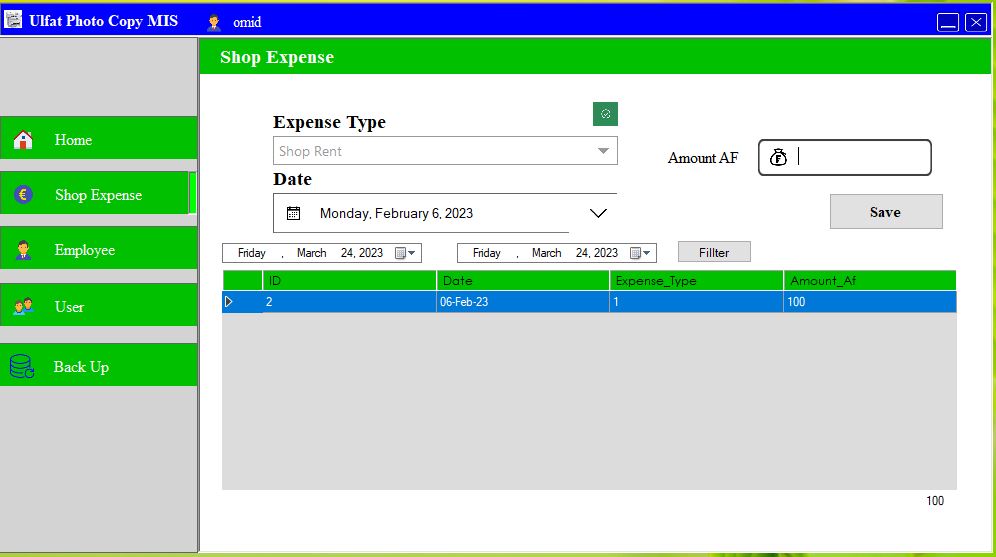 Ulfat Photo Copy MIS omid
Shop Expense
Home
Shop Expense
Employee
User
Back Up
Expense Type
Shop Rent
Date
Monday, February 6, 2023
Amount AF
Save
Friday , March 24, 2023 Friday , March 24, 2023 Fillter
ID Date Expense_Type Amount_Af
2 06-Feb-23 1 100
100